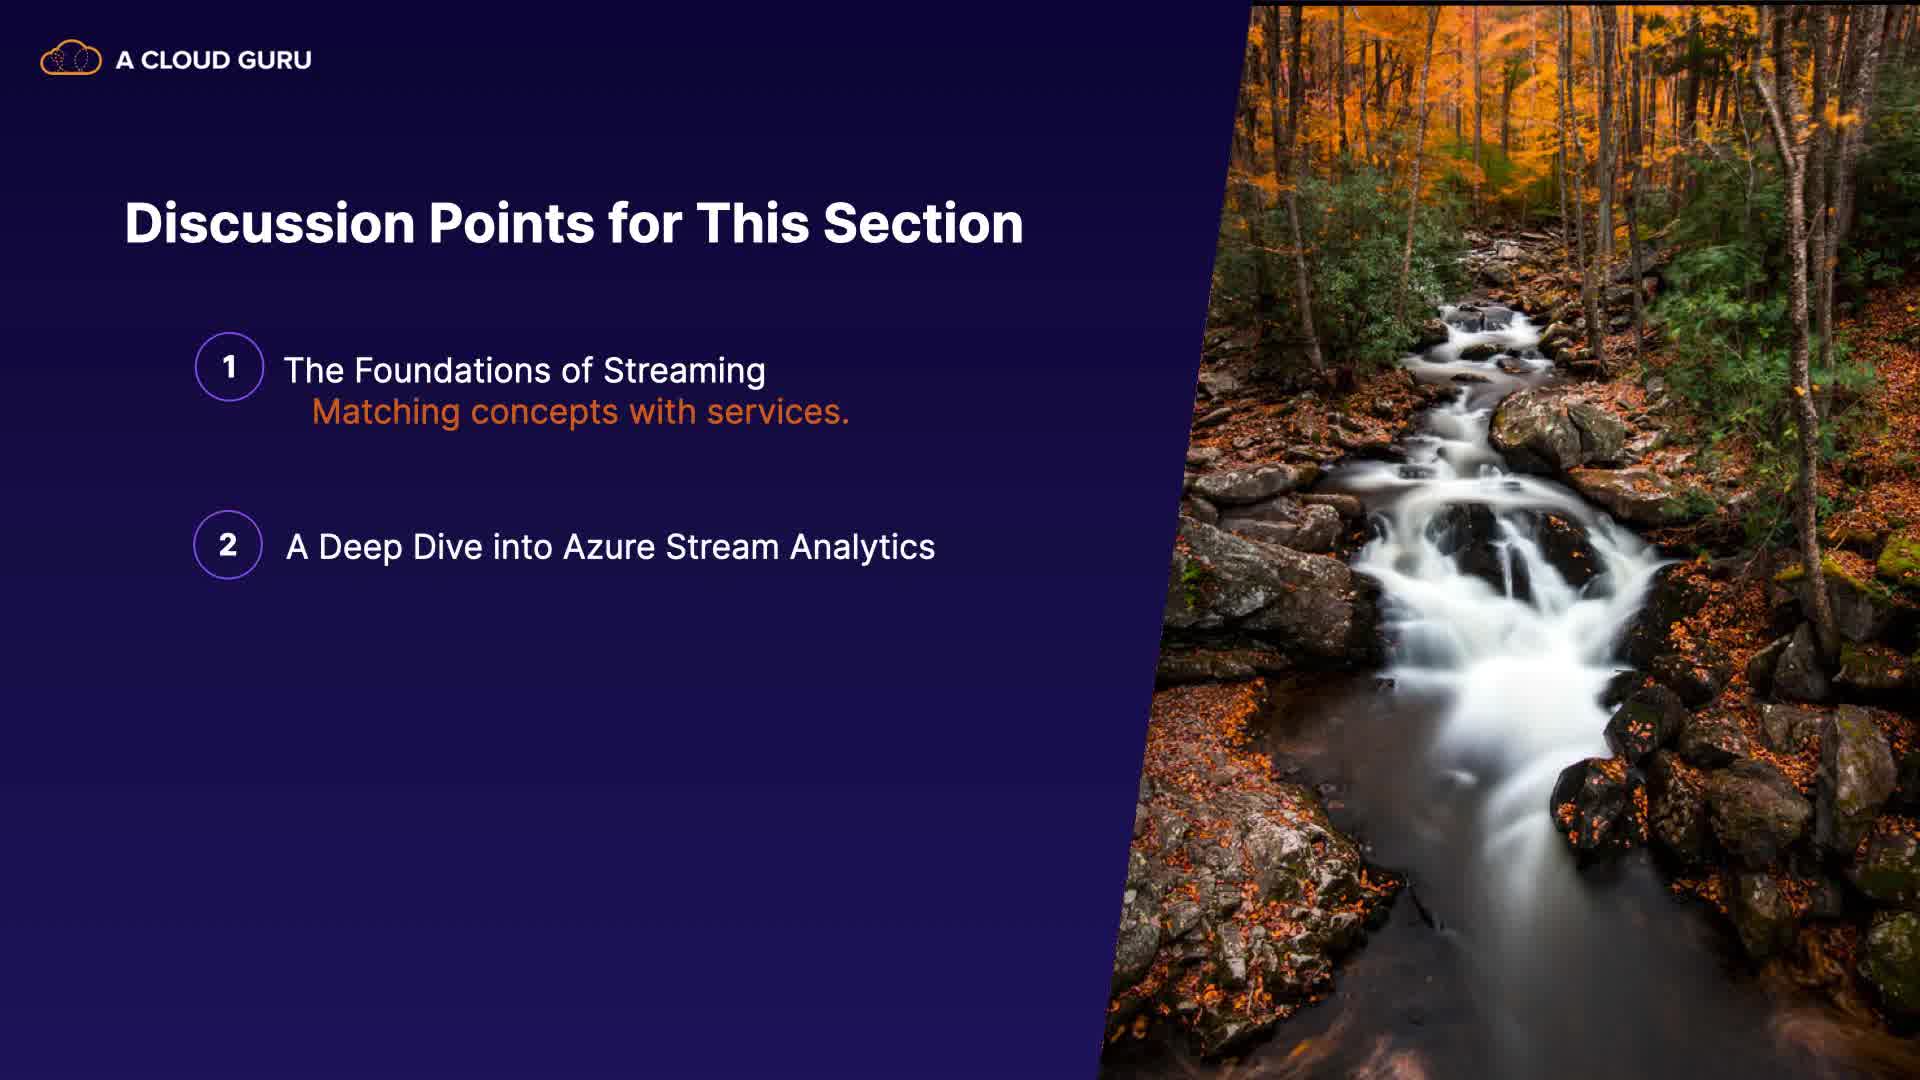 A CLOUD GURU
Discussion Points for This Section
1 The Foundations of Streaming
Matching concepts with services.
2 A Deep Dive into Azure Stream Analytics